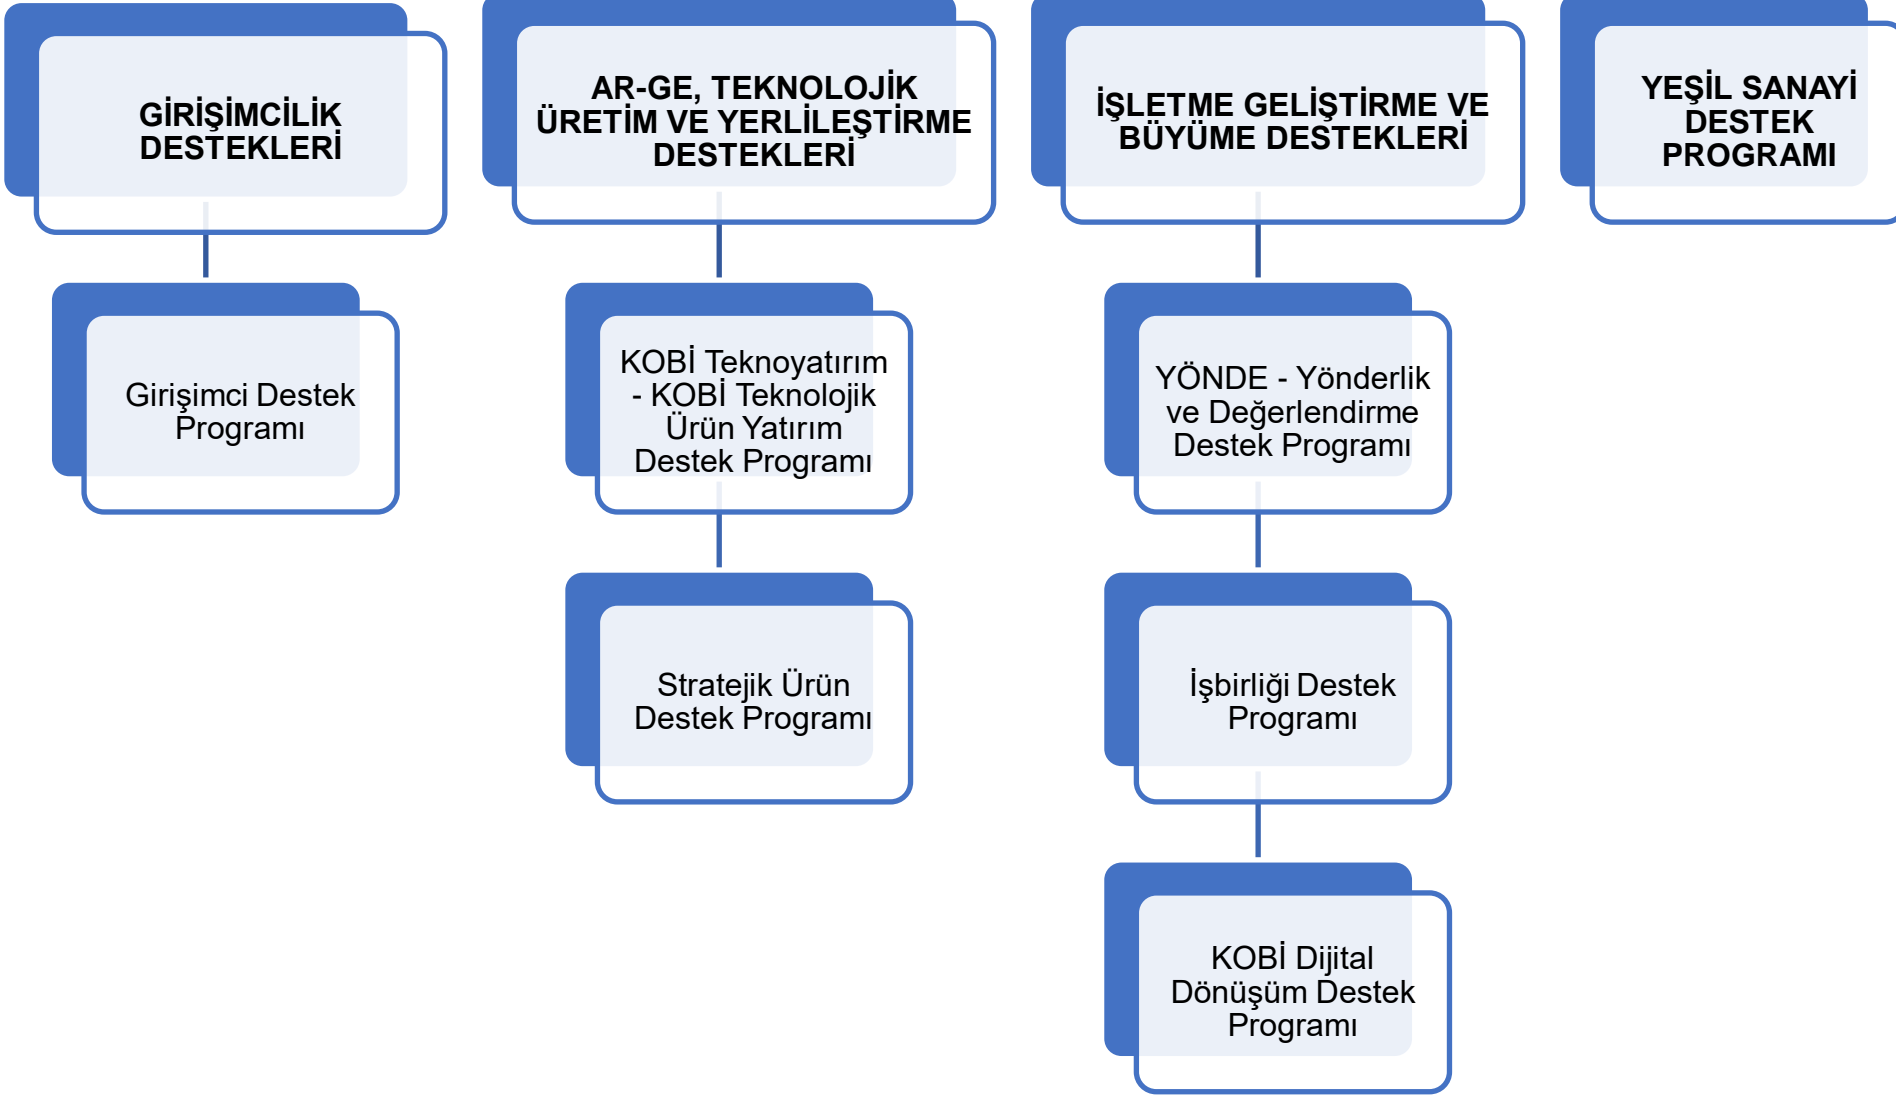 GİRİŞİMCİLİK
DESTEKLERİ
Girişimci Destek
Programı
AR-GE, TEKNOLOJİK
ÜRETİM VE YERLİLEŞTİRME
DESTEKLERİ
KOBİ Teknoyatırım
- KOBİ Teknolojik
Ürün Yatırım
Destek Programı
Stratejik Ürün
Destek Programı
İŞLETME GELİŞTİRME VE
BÜYÜME DESTEKLERİ
YÖNDE - Yönderlik
ve Değerlendirme
Destek Programı
İşbirliği Destek
Programı
KOBİ Dijital
Dönüşüm Destek
Programı
YEŞİL SANAYİ
DESTEK
PROGRAMI